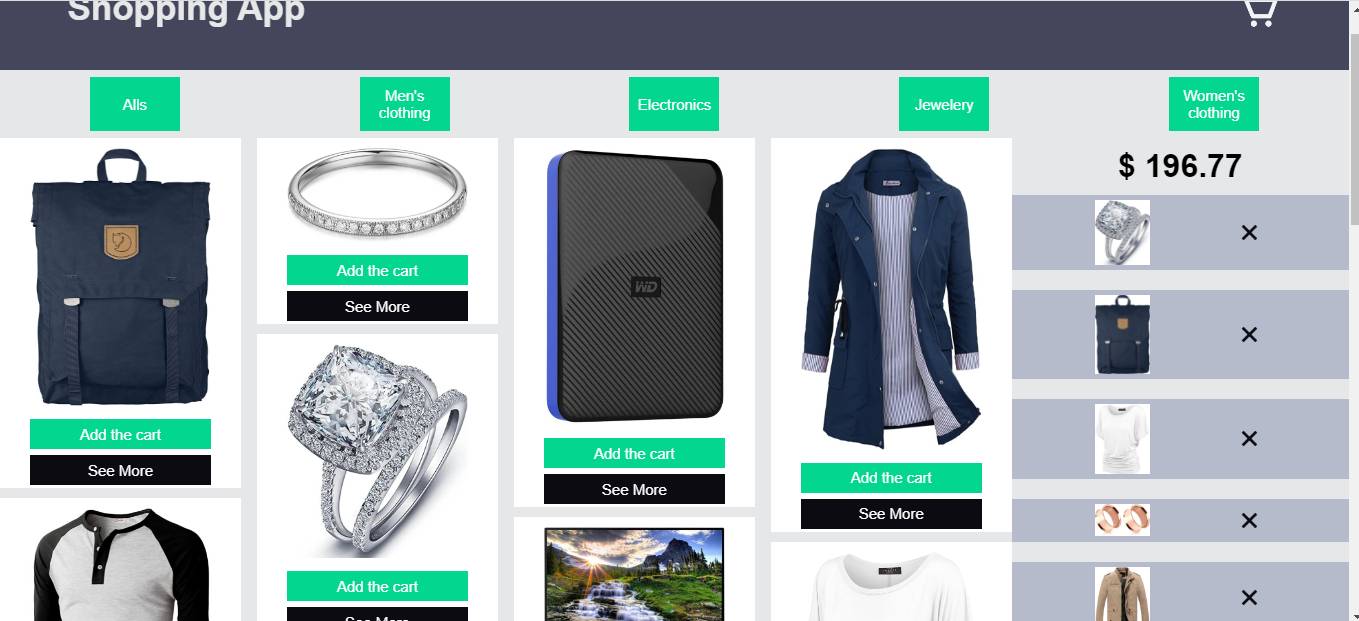 Shopping App
Alls
Men's
clothing
Electronics
Jewelery
Women's
clothing
$ 196.77
Add the cart
See More
Add the cart
See More
WD
Add the cart
See More
Add the cart
See More
Add the cart
See More